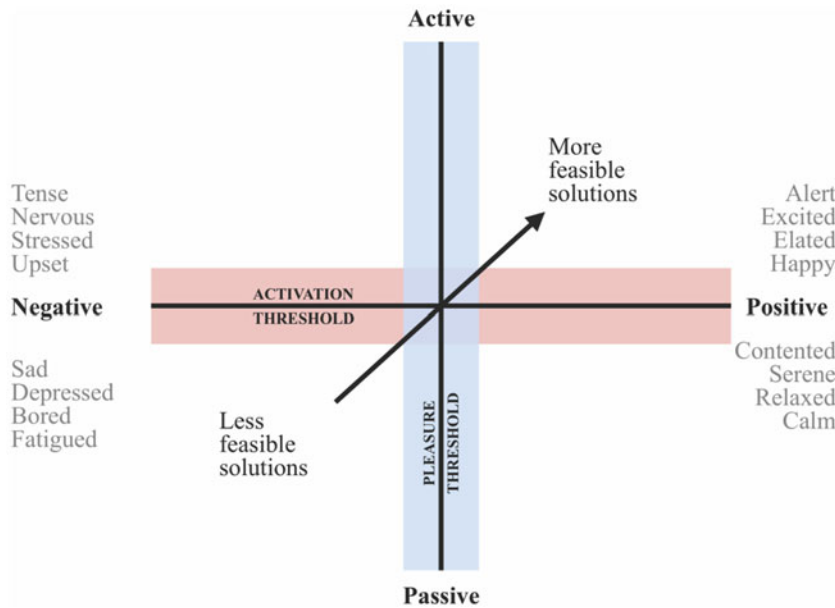 Active
More
feasible
solutions
Tense
Nervous
Stressed
Upset
Alert
Excited
Elated
Happy
Negative
ACTIVATION
THRESHOLD
Positive
Sad
Depressed
Bored
Fatigued
Contented
Serene
Relaxed
Calm
Less
feasible
solutions
PLEASURE
THRESHOLD
Passive